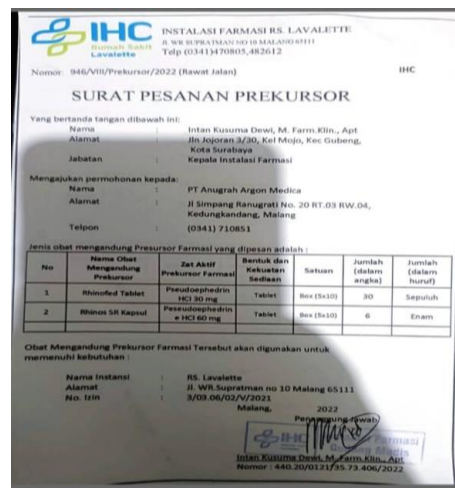 IHC
Rumah Sakit
Lavalette
INSTALASI FARMASI RS. LAVALETTE
Jl. WR SUPRATMAN NO 10 MALANG 65111
Telp (0341)470805,482612
Nomor: 946/VIII/Prekursor/2022 (Rawat Jalan)
IHC
SURAT PESANAN PREKURSOR
Yang bertanda tangan dibawah ini:
Nama : Intan Kusuma Dewi, M. Farm.Klin., Apt
Alamat : Jln Jojoran 3/30, Kel Mojo, Kec Gubeng,
Kota Surabaya
Jabatan : Kepala Instalasi Farmasi
Mengajukan permohonan kepada:
Nama : PT Anugrah Argon Medica
Alamat : Jl Simpang Ranugrati No. 20 RT.03 RW.04,
Kedungkandang, Malang
Telpon : (0341) 710851
Jenis obat mengandung Presursor Farmasi yang dipesan adalah :
No Nama Obat Mengandung Prekursor Zat Aktif Prekursor Farmasi Bentuk dan Kekuatan Sediaan Satuan Jumlah (dalam angka) Jumlah (dalam huruf)
1 Rhinofed Tablet Pseudoephedrin HCl 30 mg Tablet Box (5x10) 30 Sepuluh
2 Rhinos SR Kapsul Pseudoephedrin e HCl 60 mg Tablet Box (5x10) 6 Enam
Obat Mengandung Prekursor Farmasi Tersebut akan digunakan untuk
memenuhi kebutuhan :
Nama Instansi : RS. Lavalette
Alamat : Jl. WR.Supratman no 10 Malang 65111
No. Izin : 3/03.06/02/V/2021
Malang, 2022
Penanggung jawab
IHC Farmasi
Intan Kusuma Dewi, M. Farm.Klin., Apt
Nomor : 440.20/0121/35.73.406/2022